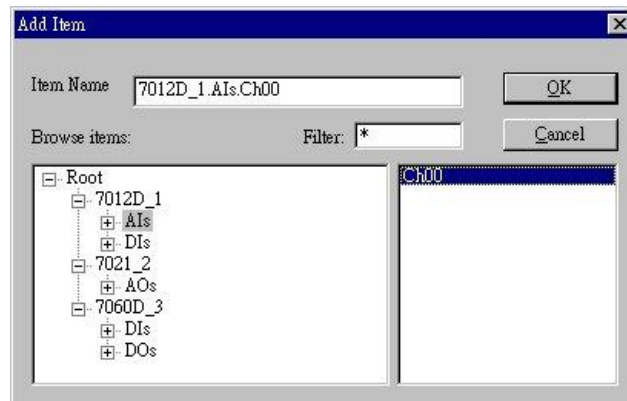 Add Item
Item Name 7012D_1.AIs.Ch00 OK
Browse items: Filter: * Cancel
Root
7012D_1
AIs
DIs
7021_2
AOs
7060D_3
DIs
DOs
Ch00